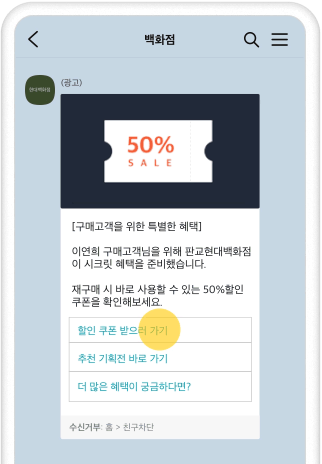 백화점
현대백화점
(광고)
50%
SALE
[구매고객을 위한 특별한 혜택]
이연희 구매고객님을 위해 판교현대백화점
이 시크릿 혜택을 준비했습니다.
재구매 시 바로 사용할 수 있는 50%할인
쿠폰을 확인해보세요.
할인 쿠폰 받으러 가기
추천 기획전 바로 가기
더 많은 혜택이 궁금하다면?
수신거부: 홈 > 친구차단